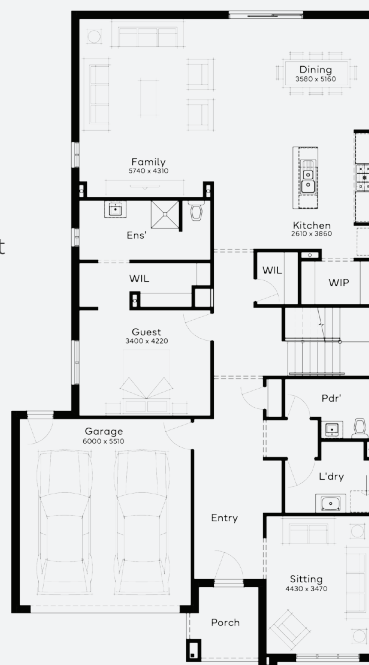 Dining
3580 x 5160
Family
5740 x 4310
Kitchen
2610 x 3860
Ens'
t
WIL
WIL
WIP
Guest
3400 x 4220
Pdr'
Garage
6000 x 5510
L'dry
Entry
Sitting
4430 x 3470
Porch